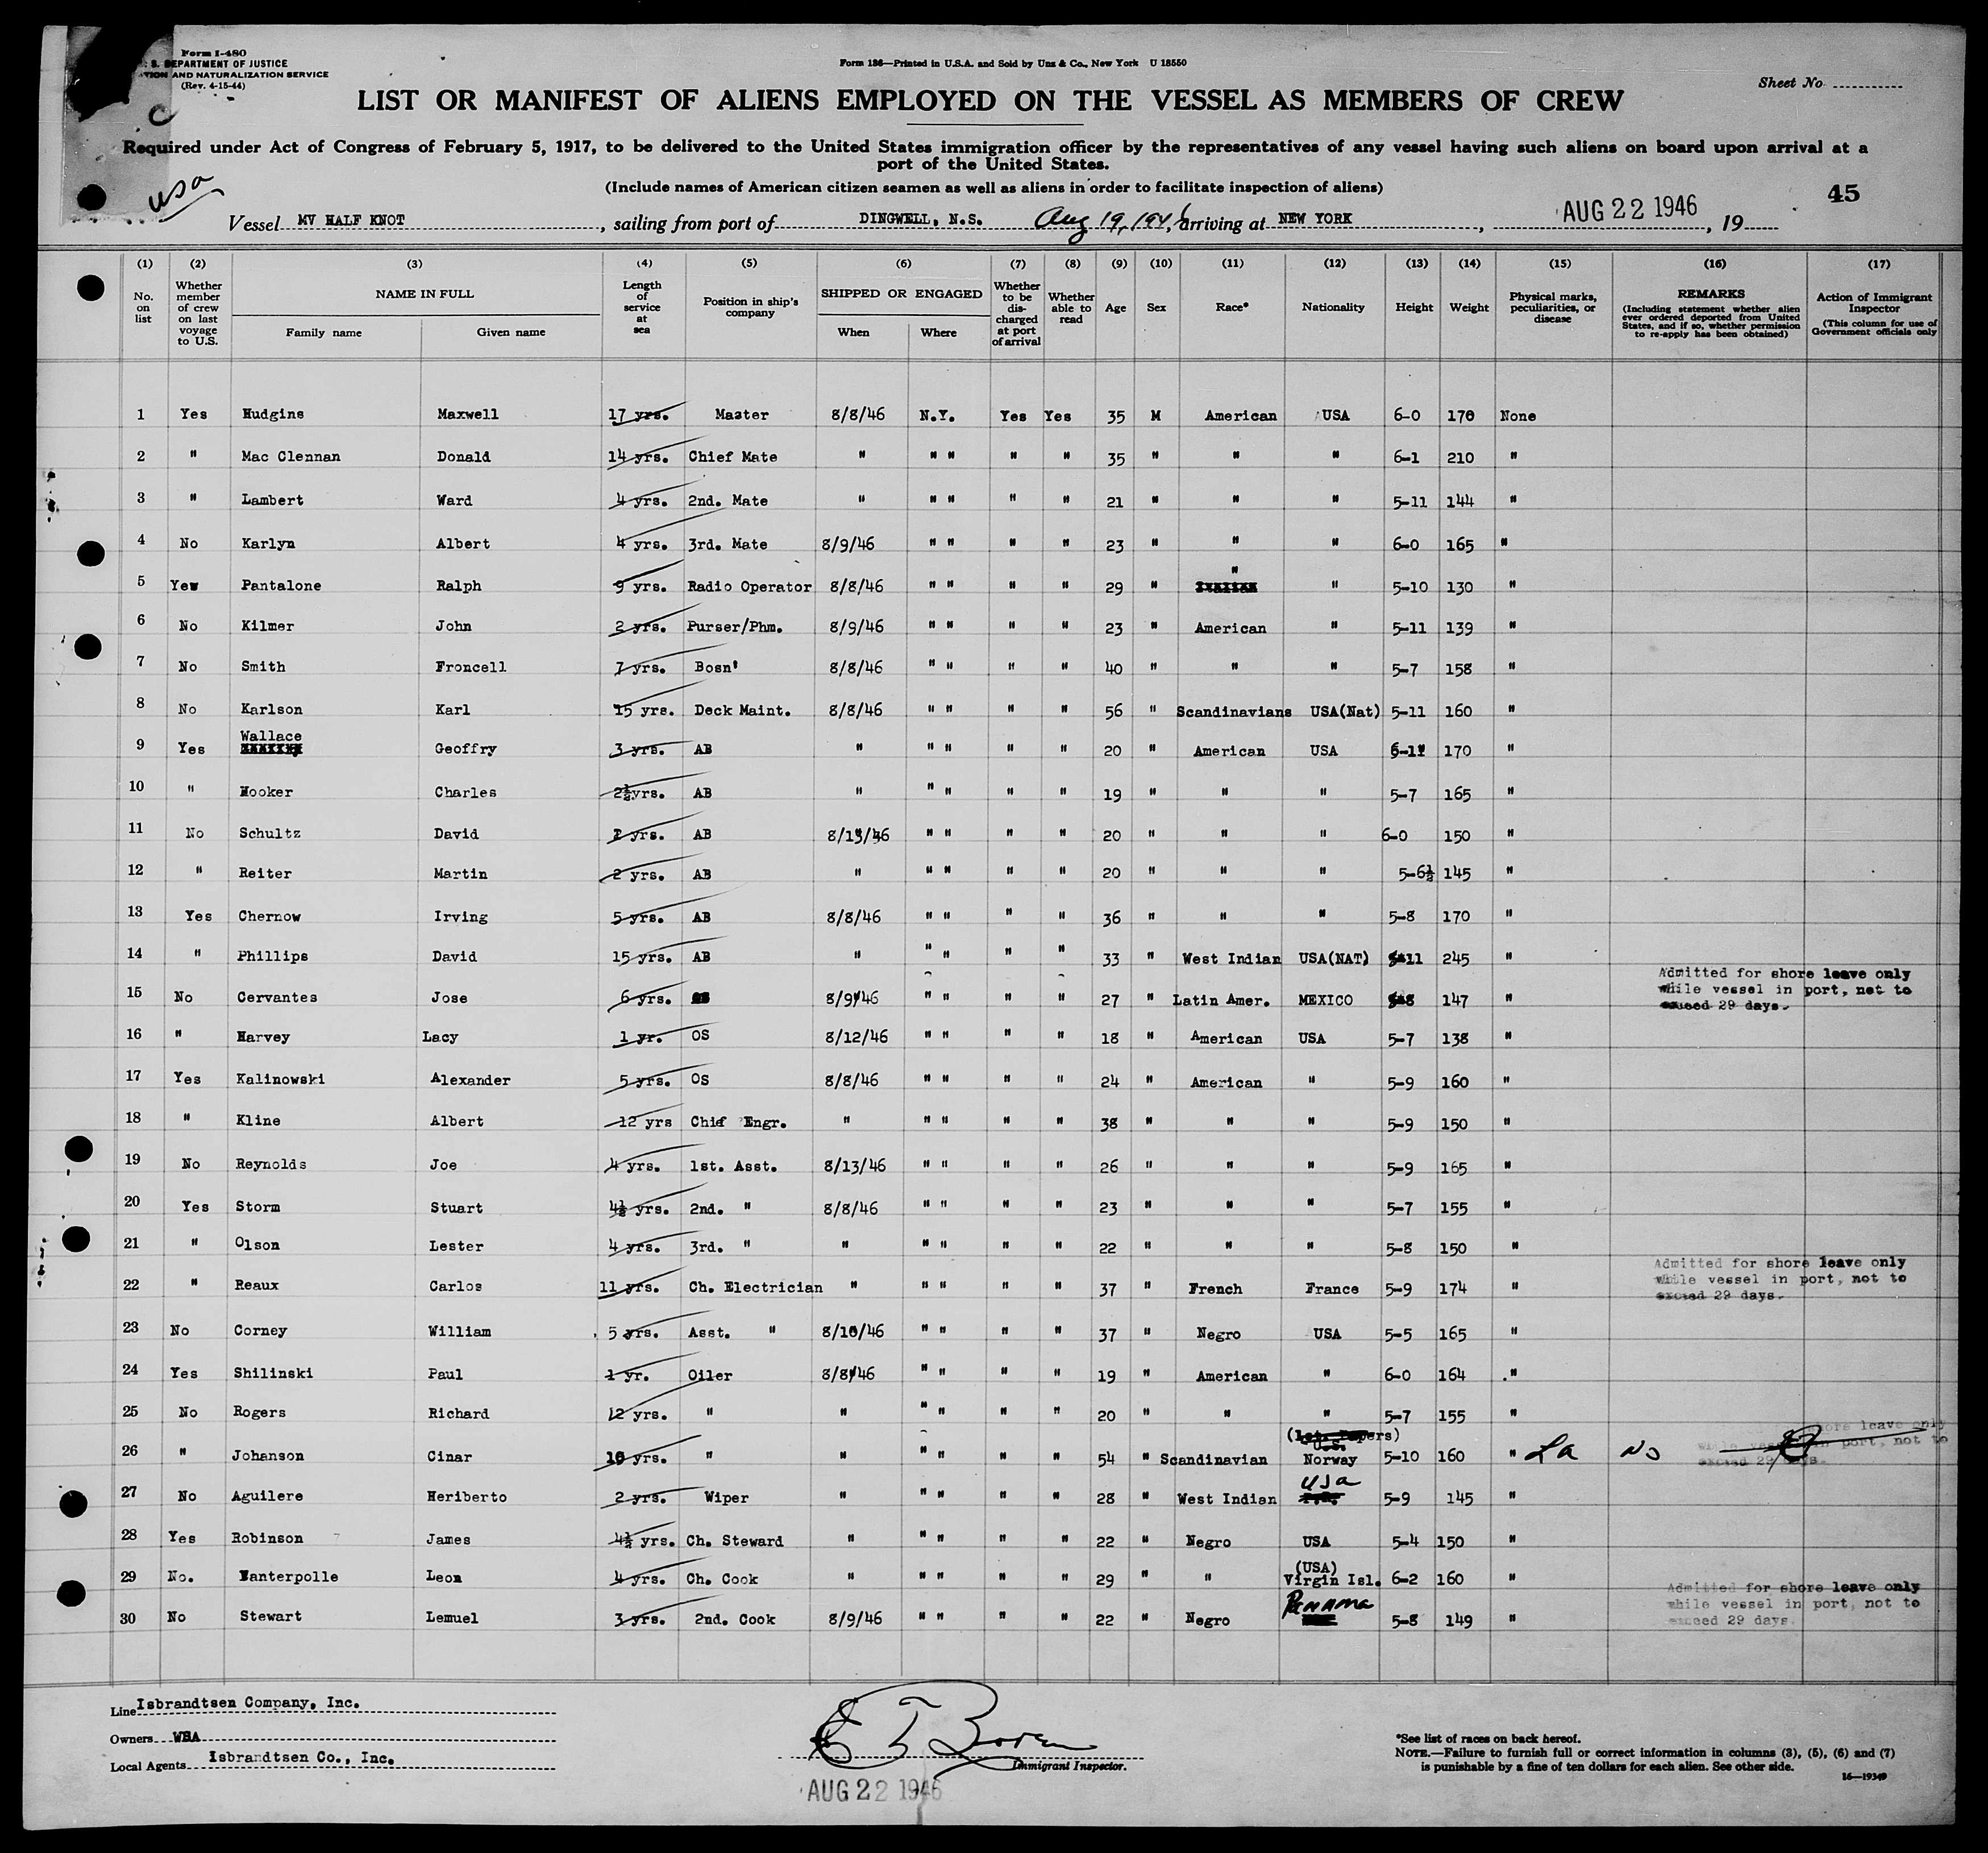 Form I-480
S. DEPARTMENT OF JUSTICE
AND NATURALIZATION SERVICE
(Rev. 4-15-44)
Form 136—Printed in U.S.A. and Sold by Unz & Co., New York U 18550
Sheet No.
LIST OR MANIFEST OF ALIENS EMPLOYED ON THE VESSEL AS MEMBERS OF CREW
Required under Act of Congress of February 5, 1917, to be delivered to the United States immigration officer by the representatives of any vessel having such aliens on board upon arrival at a
port of the United States.
(Include names of American citizen seamen as well as aliens in order to facilitate inspection of aliens)
usa
45
Vessel MV HALF KNOT, sailing from port of DINGWELL, N.S. Aug 19, 1946, arriving at NEW YORK, AUG 22 1946, 19
(1) (2) (3) (4) (5) (6) (7) (8) (9) (10) (11) (12) (13) (14) (15) (16) (17)
No. on list
Whether member of crew on last voyage to U.S.
NAME IN FULL
Family name
Given name
Length of service at sea
Position in ship's company
SHIPPED OR ENGAGED
When
Where
Whether to be discharged at port of arrival
Whether able to read
Age
Sex
Race*
Nationality
Height
Weight
Physical marks, peculiarities, or disease
REMARKS
(Including statement whether alien ever ordered deported from United States, and if so, whether permission to re-apply has been obtained)
Action of Immigrant Inspector
(This column for use of Government officials only
1 Yes Hudgins Maxwell 17 yrs. Master 8/8/46 N.Y. Yes Yes 35 M American USA 6-0 170 None
2 " Mac Clennan Donald 14 yrs. Chief Mate " " " " " 35 " " " 6-1 210 "
3 " Lambert Ward 4 yrs. 2nd. Mate " " " " " 21 " " " 5-11 144 "
4 No Karlyn Albert 4 yrs. 3rd. Mate 8/9/46 " " " " 23 " " " 6-0 165 "
5 Yew Pantalone Ralph 9 yrs. Radio Operator 8/8/46 " " " " 29 " " " 5-10 130 "
6 No Kilmer John 2 yrs. Purser/Phm. 8/9/46 " " " " 23 " American " 5-11 139 "
7 No Smith Froncell 7 yrs. Bosn' 8/8/46 " " " " 40 " " " 5-7 158 "
8 No Karlson Karl 15 yrs. Deck Maint. 8/8/46 " " " " 56 " Scandinavians USA(Nat) 5-11 160 "
9 Yes Wallace Geoffry 3 yrs. AB " " " " " 20 " American USA 170 "
10 " Hooker Charles 2½yrs. AB " " " " " 19 " " " 5-7 165 "
11 No Schultz David 2 yrs. AB 8/13/46 " " " " 20 " " " 6-0 150 "
12 " Reiter Martin 2 yrs. AB " " " " " 20 " " " 5-6½ 145 "
13 Yes Chernow Irving 5 yrs. AB 8/8/46 " " " " 36 " " " 5-8 170 "
14 " Phillips David 15 yrs. AB " " " " " 33 " West Indian USA(NAT) 5-11 245 "
15 No Cervantes Jose 6 yrs. 8/9/46 " " " " 27 " Latin Amer. MEXICO 147 " Admitted for shore leave only
while vessel in port, not to
exceed 29 days.
16 " Harvey Lacy 1 yr. OS 8/12/46 " " " " 18 " American USA 5-7 138 "
17 Yes Kalinowski Alexander 5 yrs. OS 8/8/46 " " " " 24 " American " 5-9 160 "
18 " Kline Albert 12 yrs Chif Engr. " " " " " 38 " " " 5-9 150 "
19 No Reynolds Joe 4 yrs. 1st. Asst. 8/13/46 " " " " 26 " " " 5-9 165 "
20 Yes Storm Stuart 4½ yrs. 2nd. " 8/8/46 " " " " 23 " " " 5-7 155 "
21 " Olson Lester 4 yrs. 3rd. " " " " " " 22 " " " 5-8 150 "
22 " Reaux Carlos 11 yrs. Ch. Electrician " " " " " 37 " French France 5-9 174 " Admitted for shore leave only
while vessel in port, not to
exceed 29 days.
23 No Corney William 5 yrs. Asst. " 8/10/46 " " " " 37 " Negro USA 5-5 165 "
24 Yes Shilinski Paul 1 yr. Oiler 8/8/46 " " " " 19 " American " 6-0 164 "
25 No Rogers Richard 12 yrs. " " " " " " 20 " " " 5-7 155 "
26 " Johanson Cinar 10 yrs. " " " " " " 54 " Scandinavian (1st. Papers) U.S. Norway 5-10 160 " La No shore leave only
while vessel in port, not to
exceed 29 days.
27 No Aguilere Heriberto 2 yrs. Wiper " " " " " 28 " West Indian USA 5-9 145 "
28 Yes Robinson James 4½ yrs. Ch. Steward " " " " " 22 " Negro USA 5-4 150 "
29 No. Vanterpolle Leon 4 yrs. Ch. Cook " " " " " 29 " " (USA) Virgin Isl. 6-2 160 "
30 No Stewart Lemuel 3 yrs. 2nd. Cook 8/9/46 " " " " 22 " Negro Panama 5-8 149 " Admitted for shore leave only
while vessel in port, not to
exceed 29 days.
Line Isbrandtsen Company, Inc.
Owners WSA
Local Agents Isbrandtsen Co., Inc.
Immigrant Inspector.
AUG 22 1946
*See list of races on back hereof.
NOTE.—Failure to furnish full or correct information in columns (3), (5), (6) and (7)
is punishable by a fine of ten dollars for each alien. See other side.
16—19349